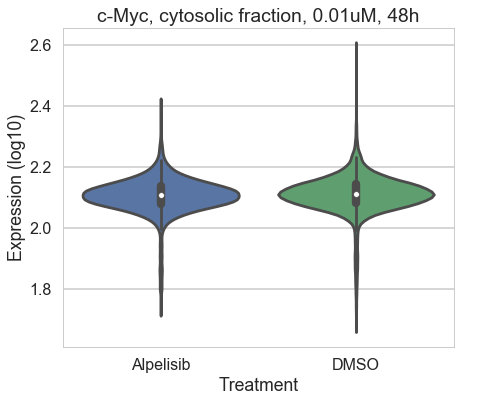 c-Myc, cytosolic fraction, 0.01uM, 48h
Expression (log10)
2.6
2.4
2.2
2.0
1.8
Alpelisib
DMSO
Treatment